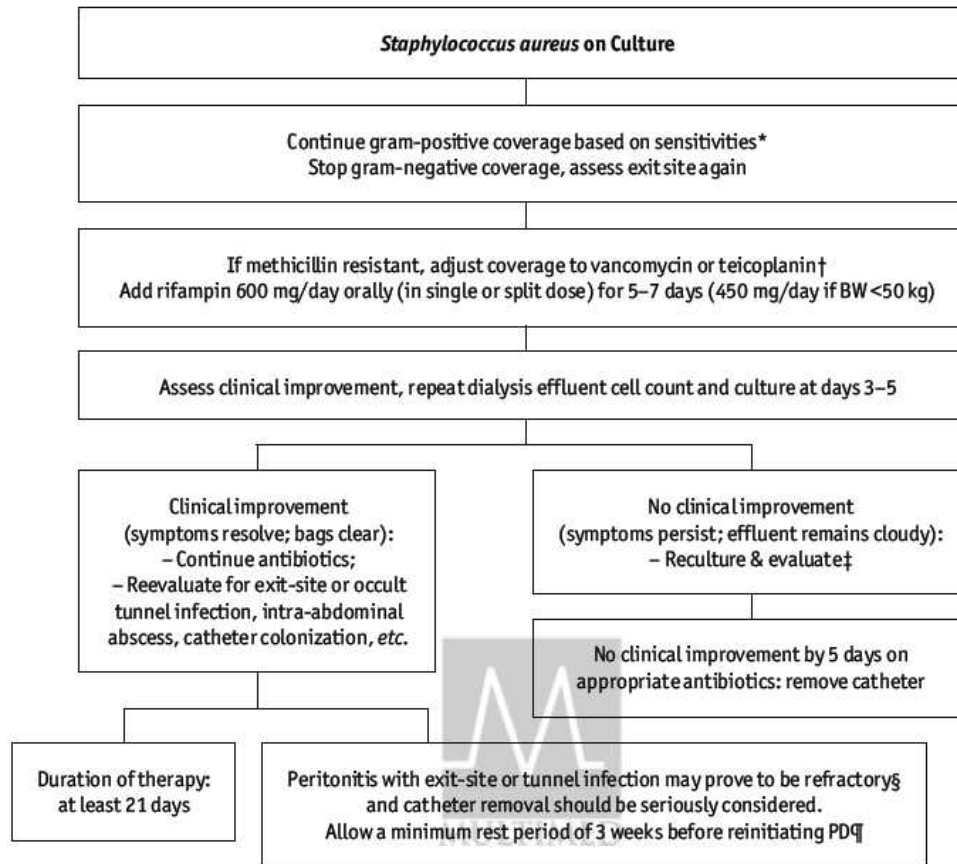 Staphylococcus aureus on Culture
Continue gram-positive coverage based on sensitivities*
Stop gram-negative coverage, assess exit site again
If methicillin resistant, adjust coverage to vancomycin or teicoplanin†
Add rifampin 600 mg/day orally (in single or split dose) for 5–7 days (450 mg/day if BW <50 kg)
Assess clinical improvement, repeat dialysis effluent cell count and culture at days 3–5
Clinical improvement
(symptoms resolve; bags clear):
– Continue antibiotics;
– Reevaluate for exit-site or occult
tunnel infection, intra-abdominal
abscess, catheter colonization, etc.
No clinical improvement
(symptoms persist; effluent remains cloudy):
– Reculture & evaluate‡
No clinical improvement by 5 days on
appropriate antibiotics: remove catheter
Duration of therapy:
at least 21 days
Peritonitis with exit-site or tunnel infection may prove to be refractory§
and catheter removal should be seriously considered.
Allow a minimum rest period of 3 weeks before reinitiating PD¶
MULTIMED